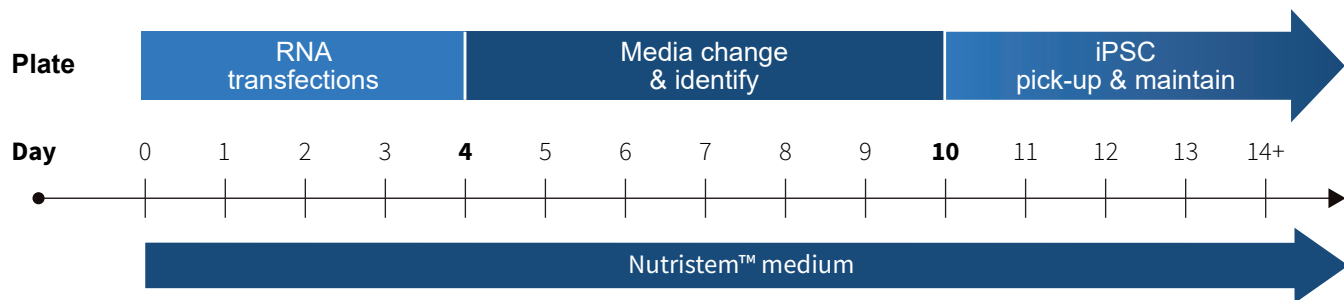 Plate
RNA
transfections
Media change
& identify
iPSC
pick-up & maintain
Day 0 1 2 3 4 5 6 7 8 9 10 11 12 13 14+
Nutristem™ medium